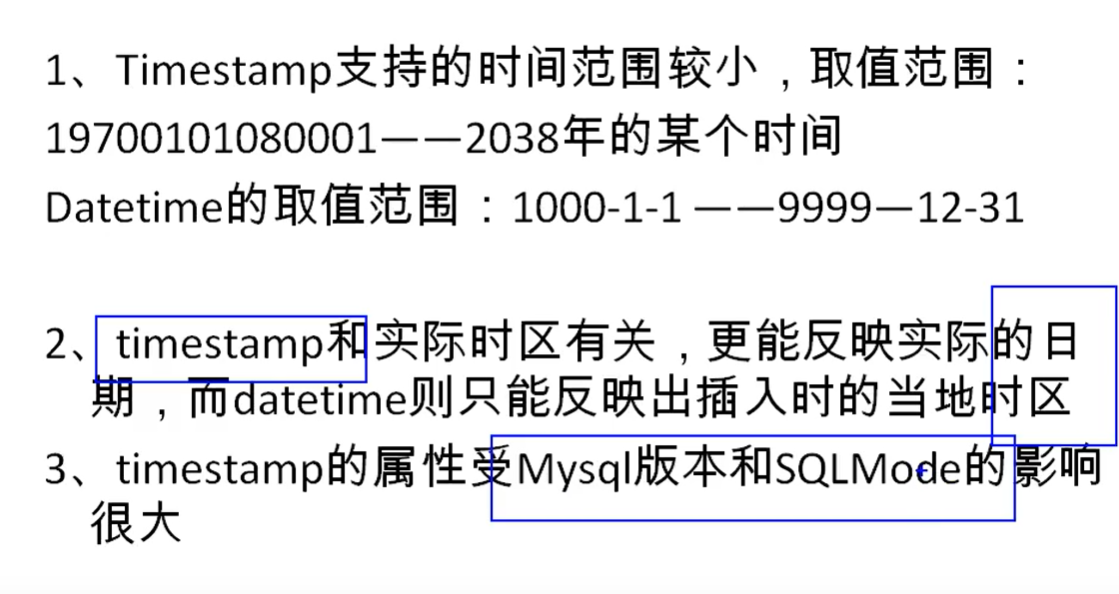 1、Timestamp支持的时间范围较小，取值范围：
19700101080001——2038年的某个时间
Datetime的取值范围：1000-1-1 ——9999—12-31
2、timestamp和实际时区有关，更能反映实际的日
期，而datetime则只能反映出插入时的当地时区
3、timestamp的属性受Mysql版本和SQLMode的影响
很大